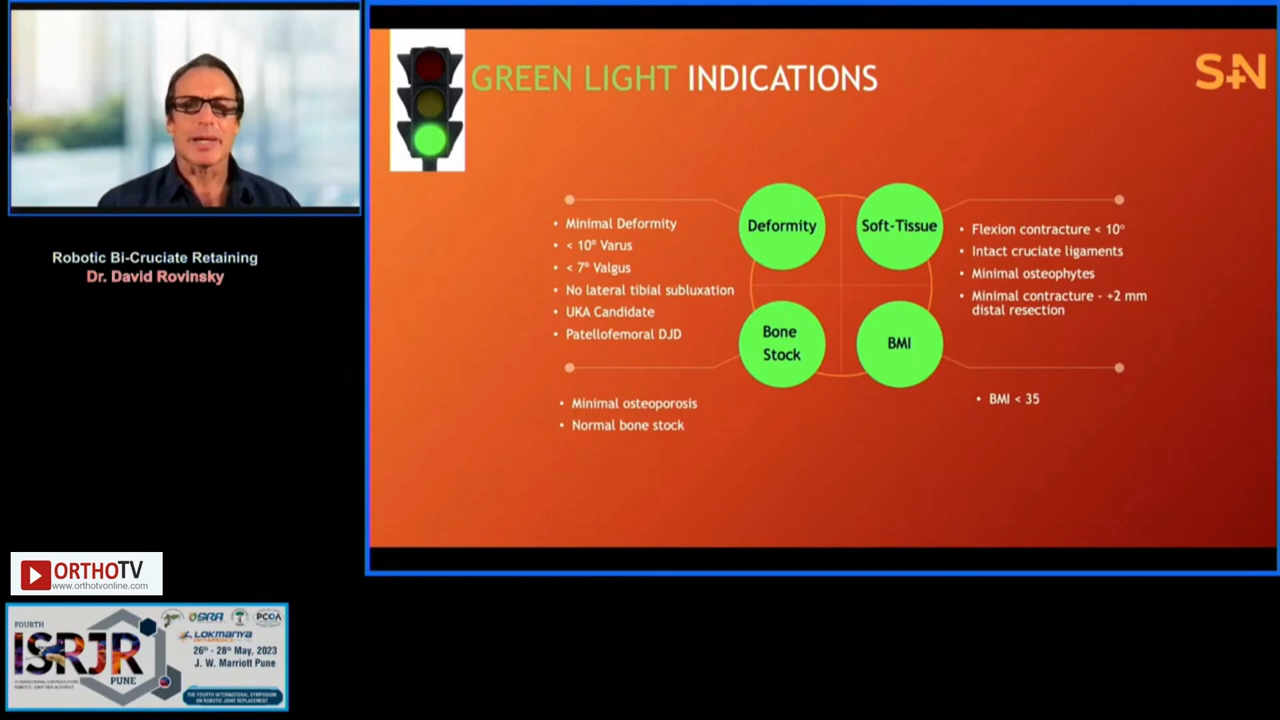 GREEN LIGHT INDICATIONS
S+N
• Minimal Deformity
• < 10° Varus
• < 7° Valgus
• No lateral tibial subluxation
• UKA Candidate
• Patellofemoral DJD
Deformity
Soft-Tissue
• Flexion contracture < 10°
• Intact cruciate ligaments
• Minimal osteophytes
• Minimal contracture - +2 mm
distal resection
Bone
Stock
BMI
• Minimal osteoporosis
• Normal bone stock
• BMI < 35
Robotic Bi-Cruciate Retaining
Dr. David Rovinsky
ORTHOTV
www.orthotvonline.com
FOURTH
ISRJR
PUNE
SRA
PCOA
LOKMANYA
26th - 28th May, 2023
J. W. Marriott Pune
THE FOURTH INTERNATIONAL SYMPOSIUM
ON ROBOTIC JOINT REPLACEMENT